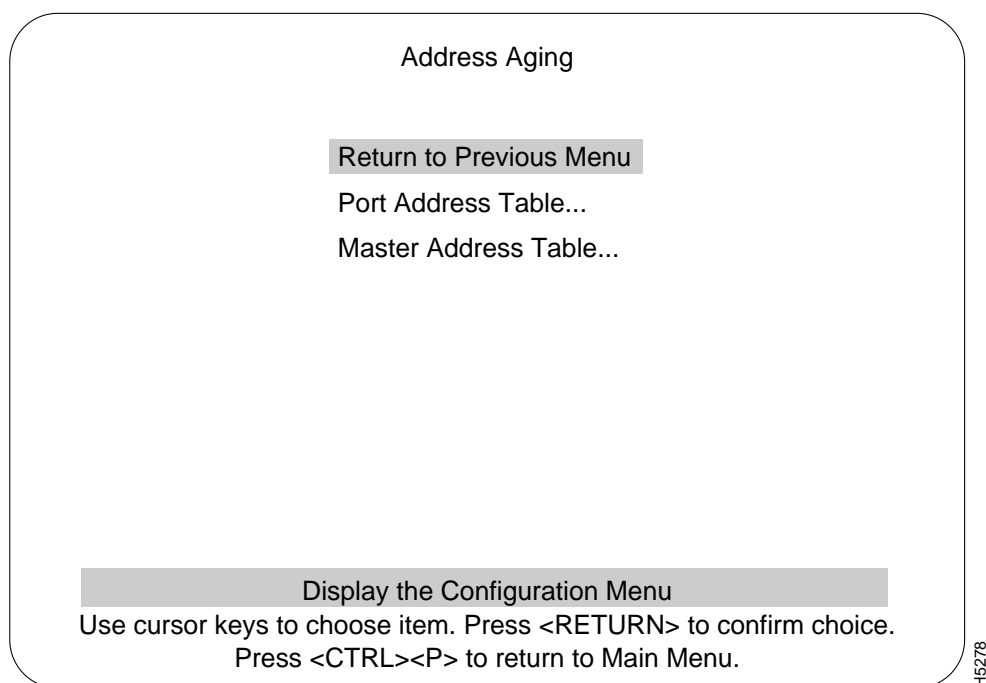 Address Aging
Return to Previous Menu
Port Address Table...
Master Address Table...
Display the Configuration Menu
Use cursor keys to choose item. Press <RETURN> to confirm choice.
Press <CTRL><P> to return to Main Menu.
H5278